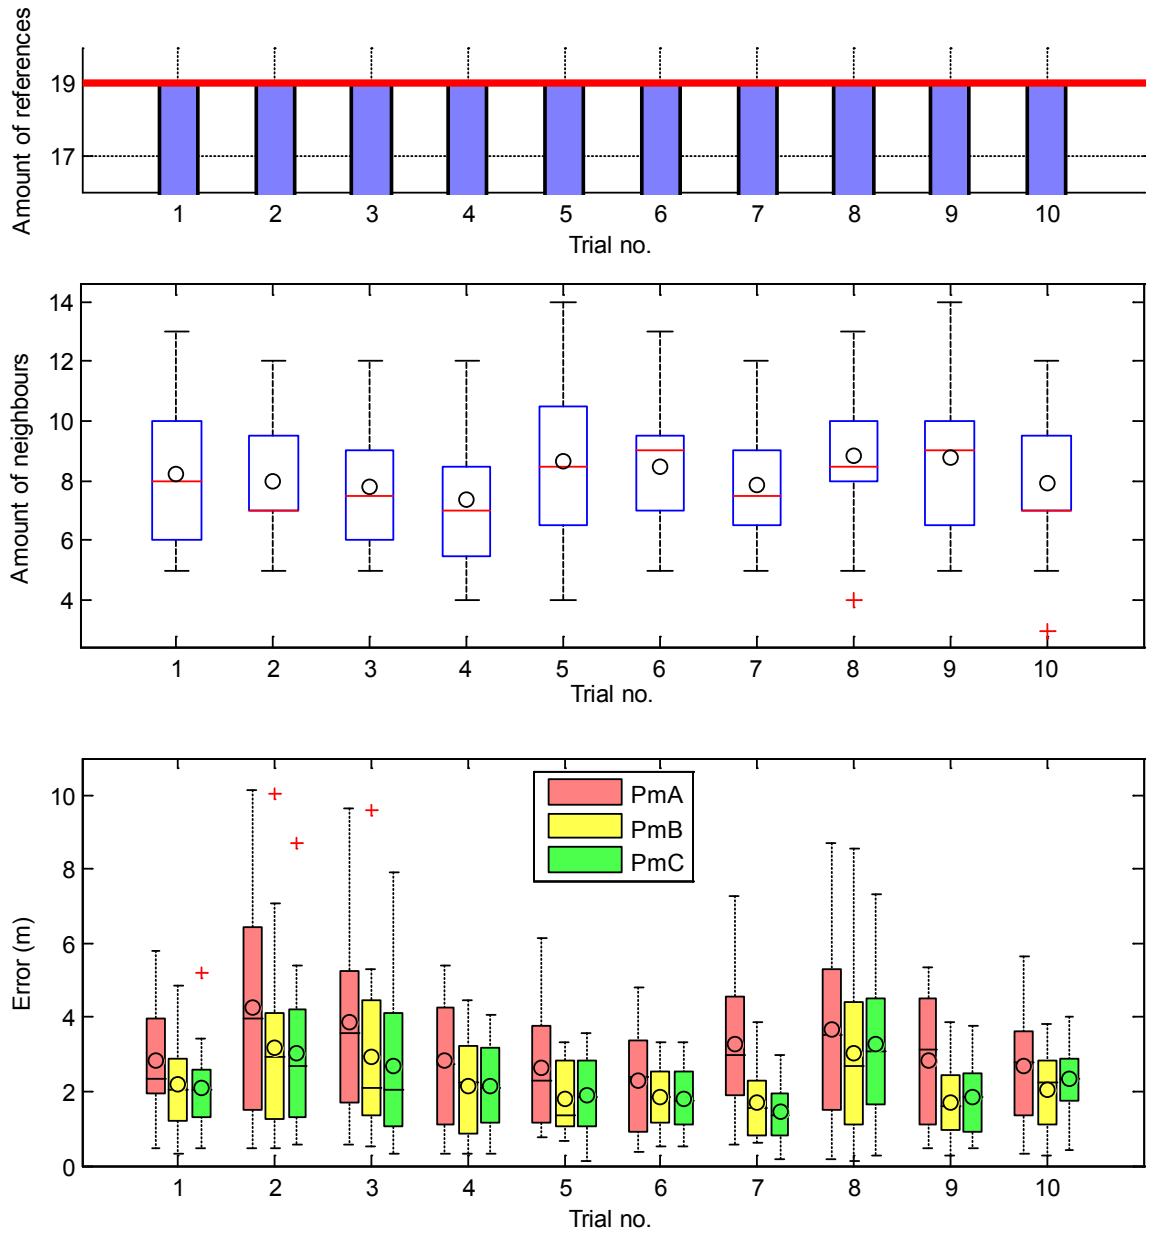 Amount of references
19
17
1 2 3 4 5 6 7 8 9 10
Trial no.
Amount of neighbours
14
12
10
8
6
4
1 2 3 4 5 6 7 8 9 10
Trial no.
Error (m)
10
8
6
4
2
0
PmA
PmB
PmC
1 2 3 4 5 6 7 8 9 10
Trial no.